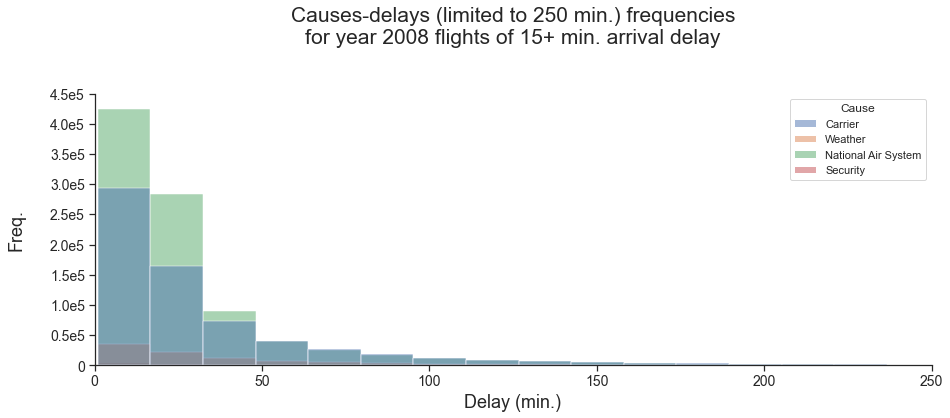 Causes-delays (limited to 250 min.) frequencies
for year 2008 flights of 15+ min. arrival delay
4.5e5
4.0e5
3.5e5
3.0e5
2.5e5
2.0e5
1.5e5
1.0e5
0.5e5
0
Freq.
Cause
Carrier
Weather
National Air System
Security
0
50
100
150
200
250
Delay (min.)